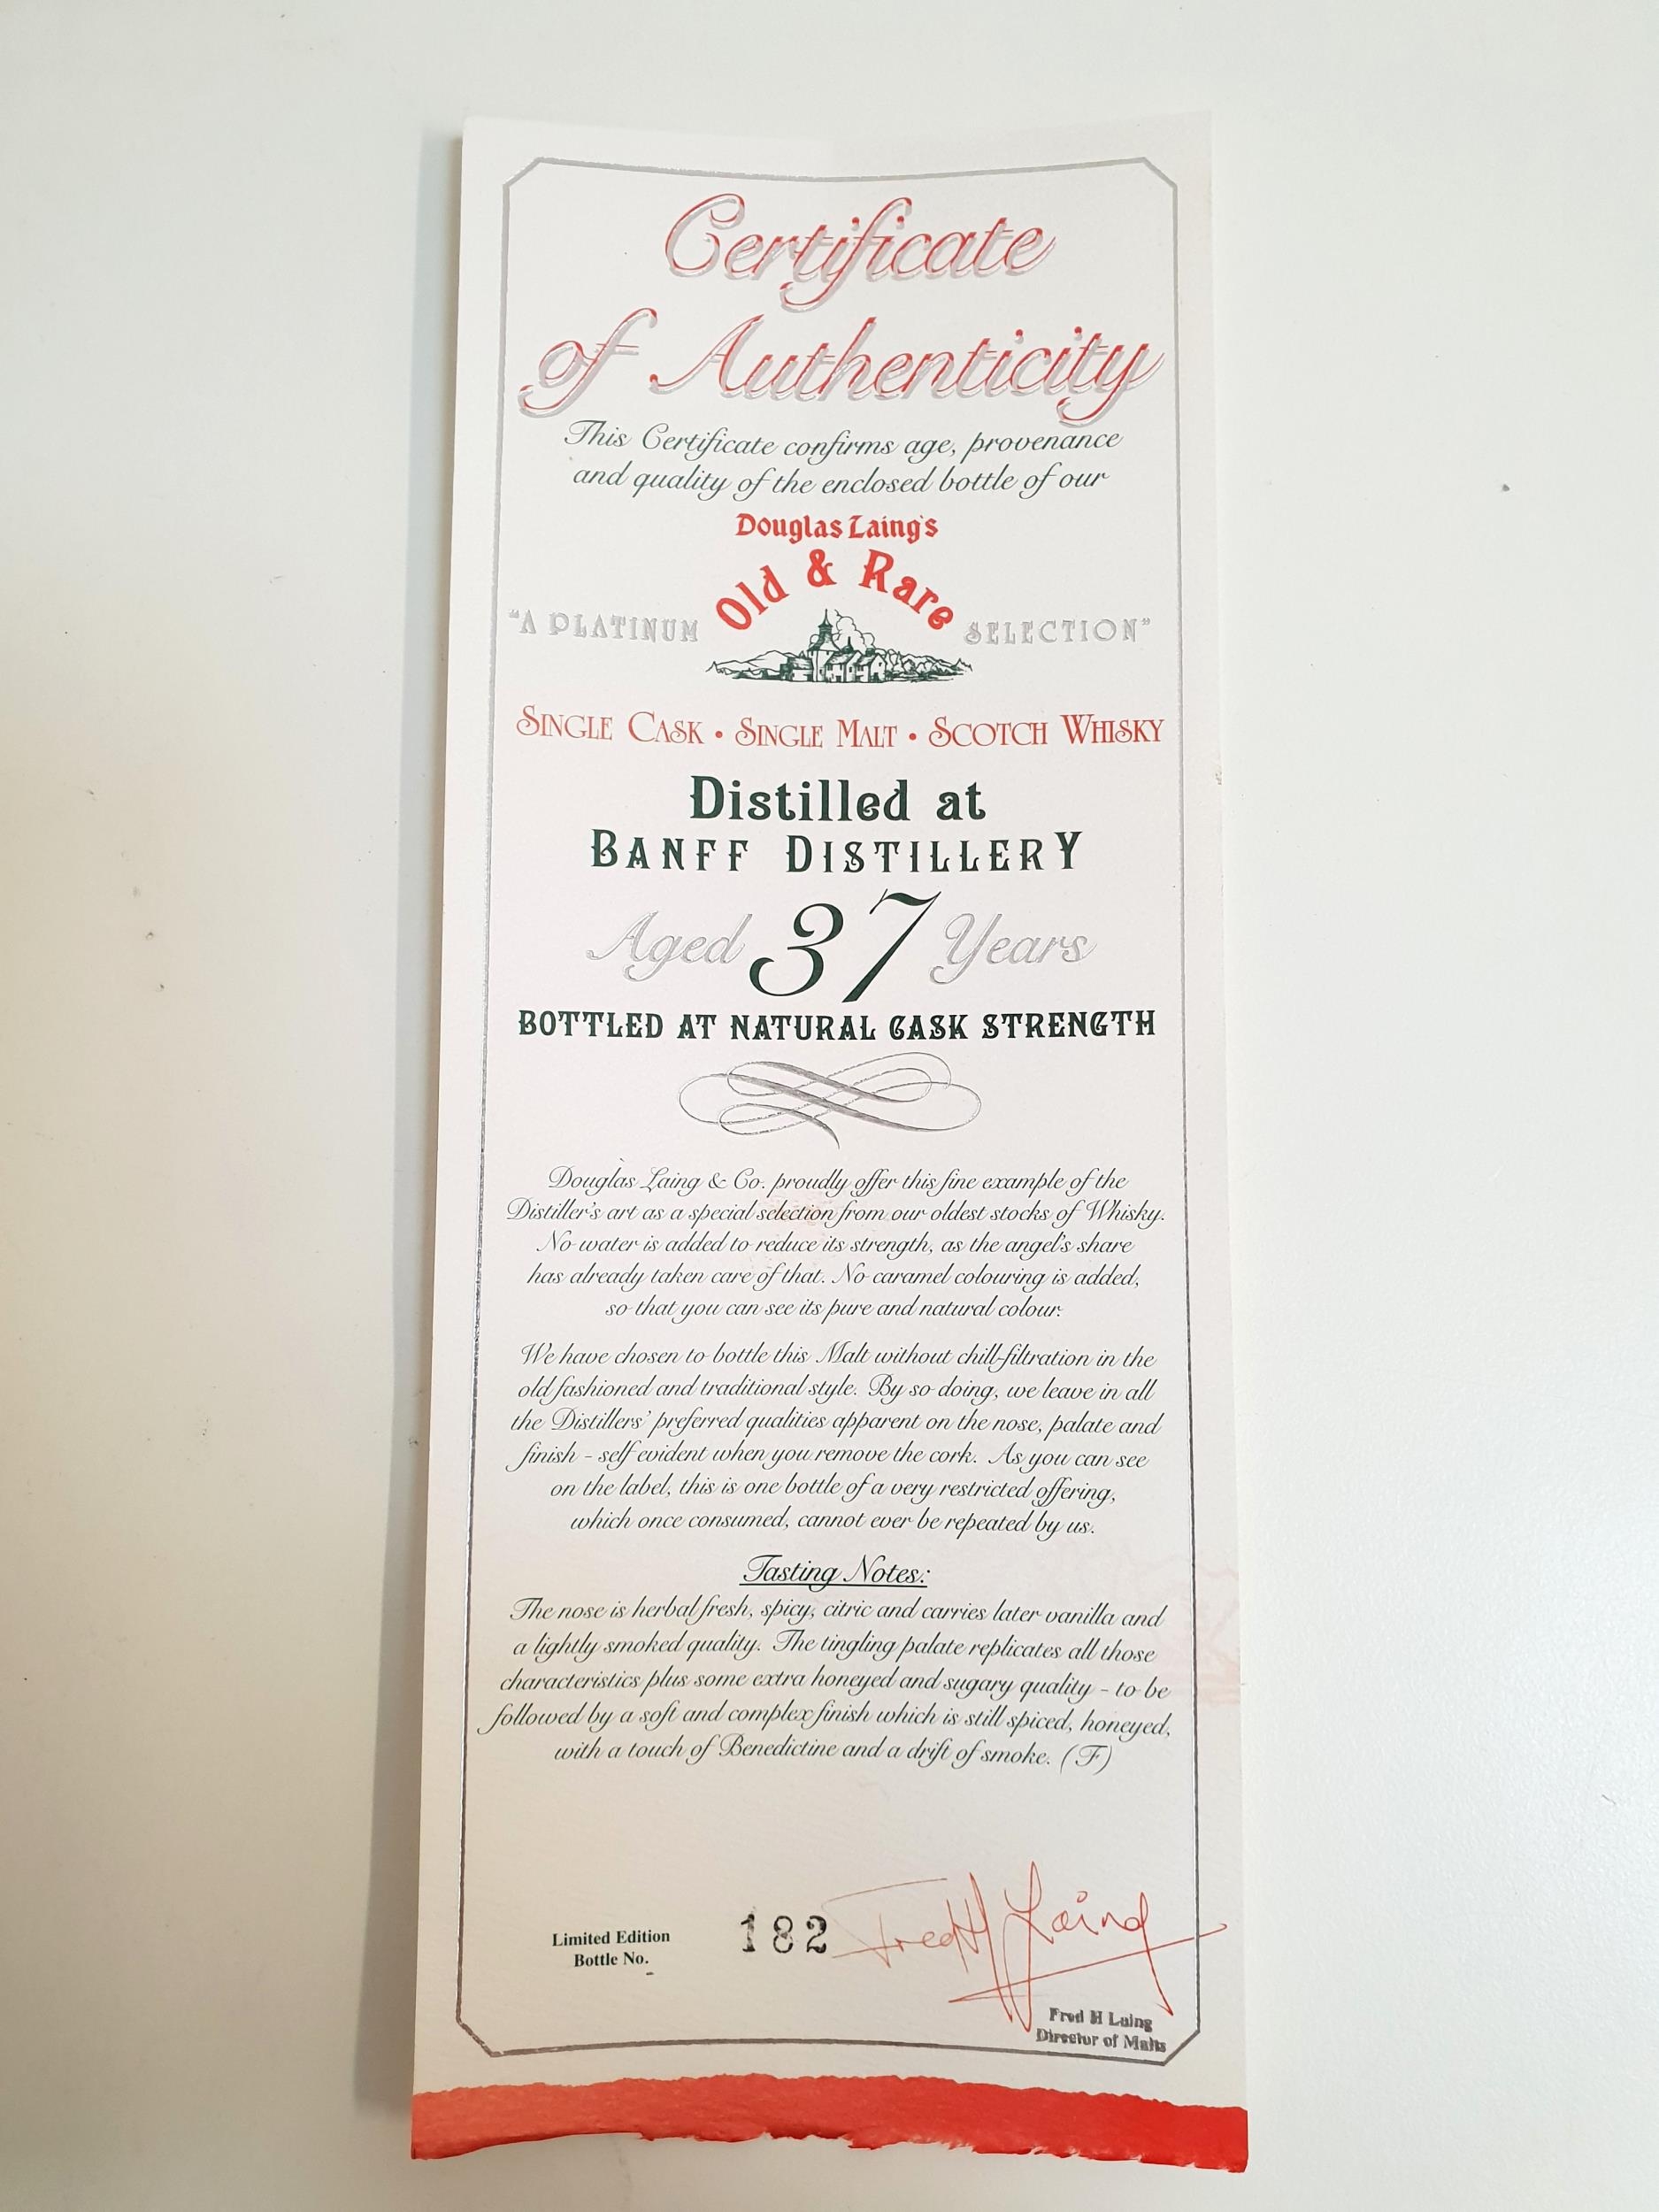 Certificate
of Authenticity
This Certificate confirms age, provenance
and quality of the enclosed bottle of our
Douglas Laing's
Old & Rare
"A PLATINUM SELECTION"
SINGLE CASK • SINGLE MALT • SCOTCH WHISKY
Distilled at
BANFF DISTILLERY
Aged 37 Years
BOTTLED AT NATURAL CASK STRENGTH
Douglas Laing & Co. proudly offer this fine example of the
Distiller's art as a special selection from our oldest stocks of Whisky.
No water is added to reduce its strength, as the angel's share
has already taken care of that. No caramel colouring is added,
so that you can see its pure and natural colour.
We have chosen to bottle this Malt without chill-filtration in the
old fashioned and traditional style. By so doing, we leave in all
the Distillers' preferred qualities apparent on the nose, palate and
finish - self evident when you remove the cork. As you can see
on the label, this is one bottle of a very restricted offering,
which once consumed, cannot ever be repeated by us.
Tasting Notes:
The nose is herbal fresh, spicy, citric and carries later vanilla and
a lightly smoked quality. The tingling palate replicates all those
characteristics plus some extra honeyed and sugary quality - to be
followed by a soft and complex finish which is still spiced, honeyed,
with a touch of Benedictine and a drift of smoke. (F)
Limited Edition
Bottle No.
182
Fred H Laing
Fred H Laing
Director of Malts